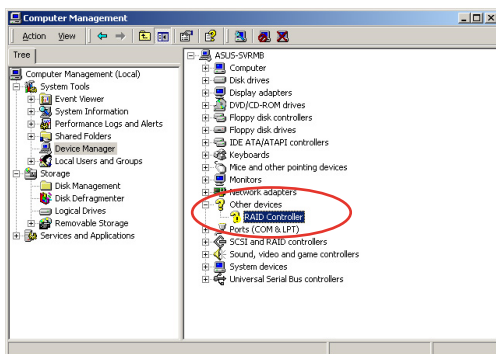 Computer Management
Action View
Tree
Computer Management (Local)
System Tools
Event Viewer
System Information
Performance Logs and Alerts
Shared Folders
Device Manager
Local Users and Groups
Storage
Disk Management
Disk Defragmenter
Logical Drives
Removable Storage
Services and Applications
ASUS-SVRMB
Computer
Disk drives
Display adapters
DVD/CD-ROM drives
Floppy disk controllers
Floppy disk drives
IDE ATA/ATAPI controllers
Keyboards
Mice and other pointing devices
Monitors
Network adapters
Other devices
RAID Controller
Ports (COM & LPT)
SCSI and RAID controllers
Sound, video and game controllers
System devices
Universal Serial Bus controllers